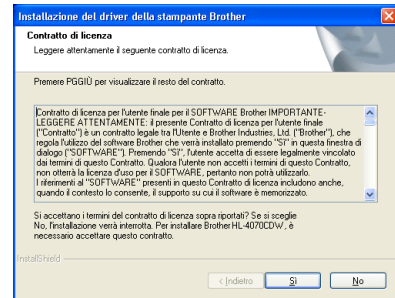 Installazione del driver della stampante Brother
Contratto di licenza
Leggere attentamente il seguente contratto di licenza.
Premere PGGIÙ per visualizzare il resto del contratto.
Contratto di licenza per l'utente finale per il SOFTWARE Brother IMPORTANTE-
LEGGERE ATTENTAMENTE: il presente Contratto di licenza per l'utente finale
("Contratto") è un contratto legale tra l'Utente e Brother Industries, Ltd. ("Brother"), che
regola l'utilizzo del software Brother che verrà installato premendo "Sì" in questa finestra di
dialogo ("SOFTWARE"). Premendo "Sì", l'utente accetta di essere legalmente vincolato
dai termini di questo Contratto. Qualora l'utente non accetti i termini di questo Contratto,
non otterrà la licenza d'uso per il SOFTWARE, pertanto non potrà utilizzarlo.
I riferimenti al "SOFTWARE" presenti in questo Contratto di licenza includono anche,
quando il contesto lo consente, il supporto su cui il software è memorizzato.
Si accettano i termini del contratto di licenza sopra riportati? Se si sceglie
No, l'installazione verrà interrotta. Per installare Brother HL-4070CDW, è
necessario accettare questo contratto.
InstallShield
< Indietro Sì No